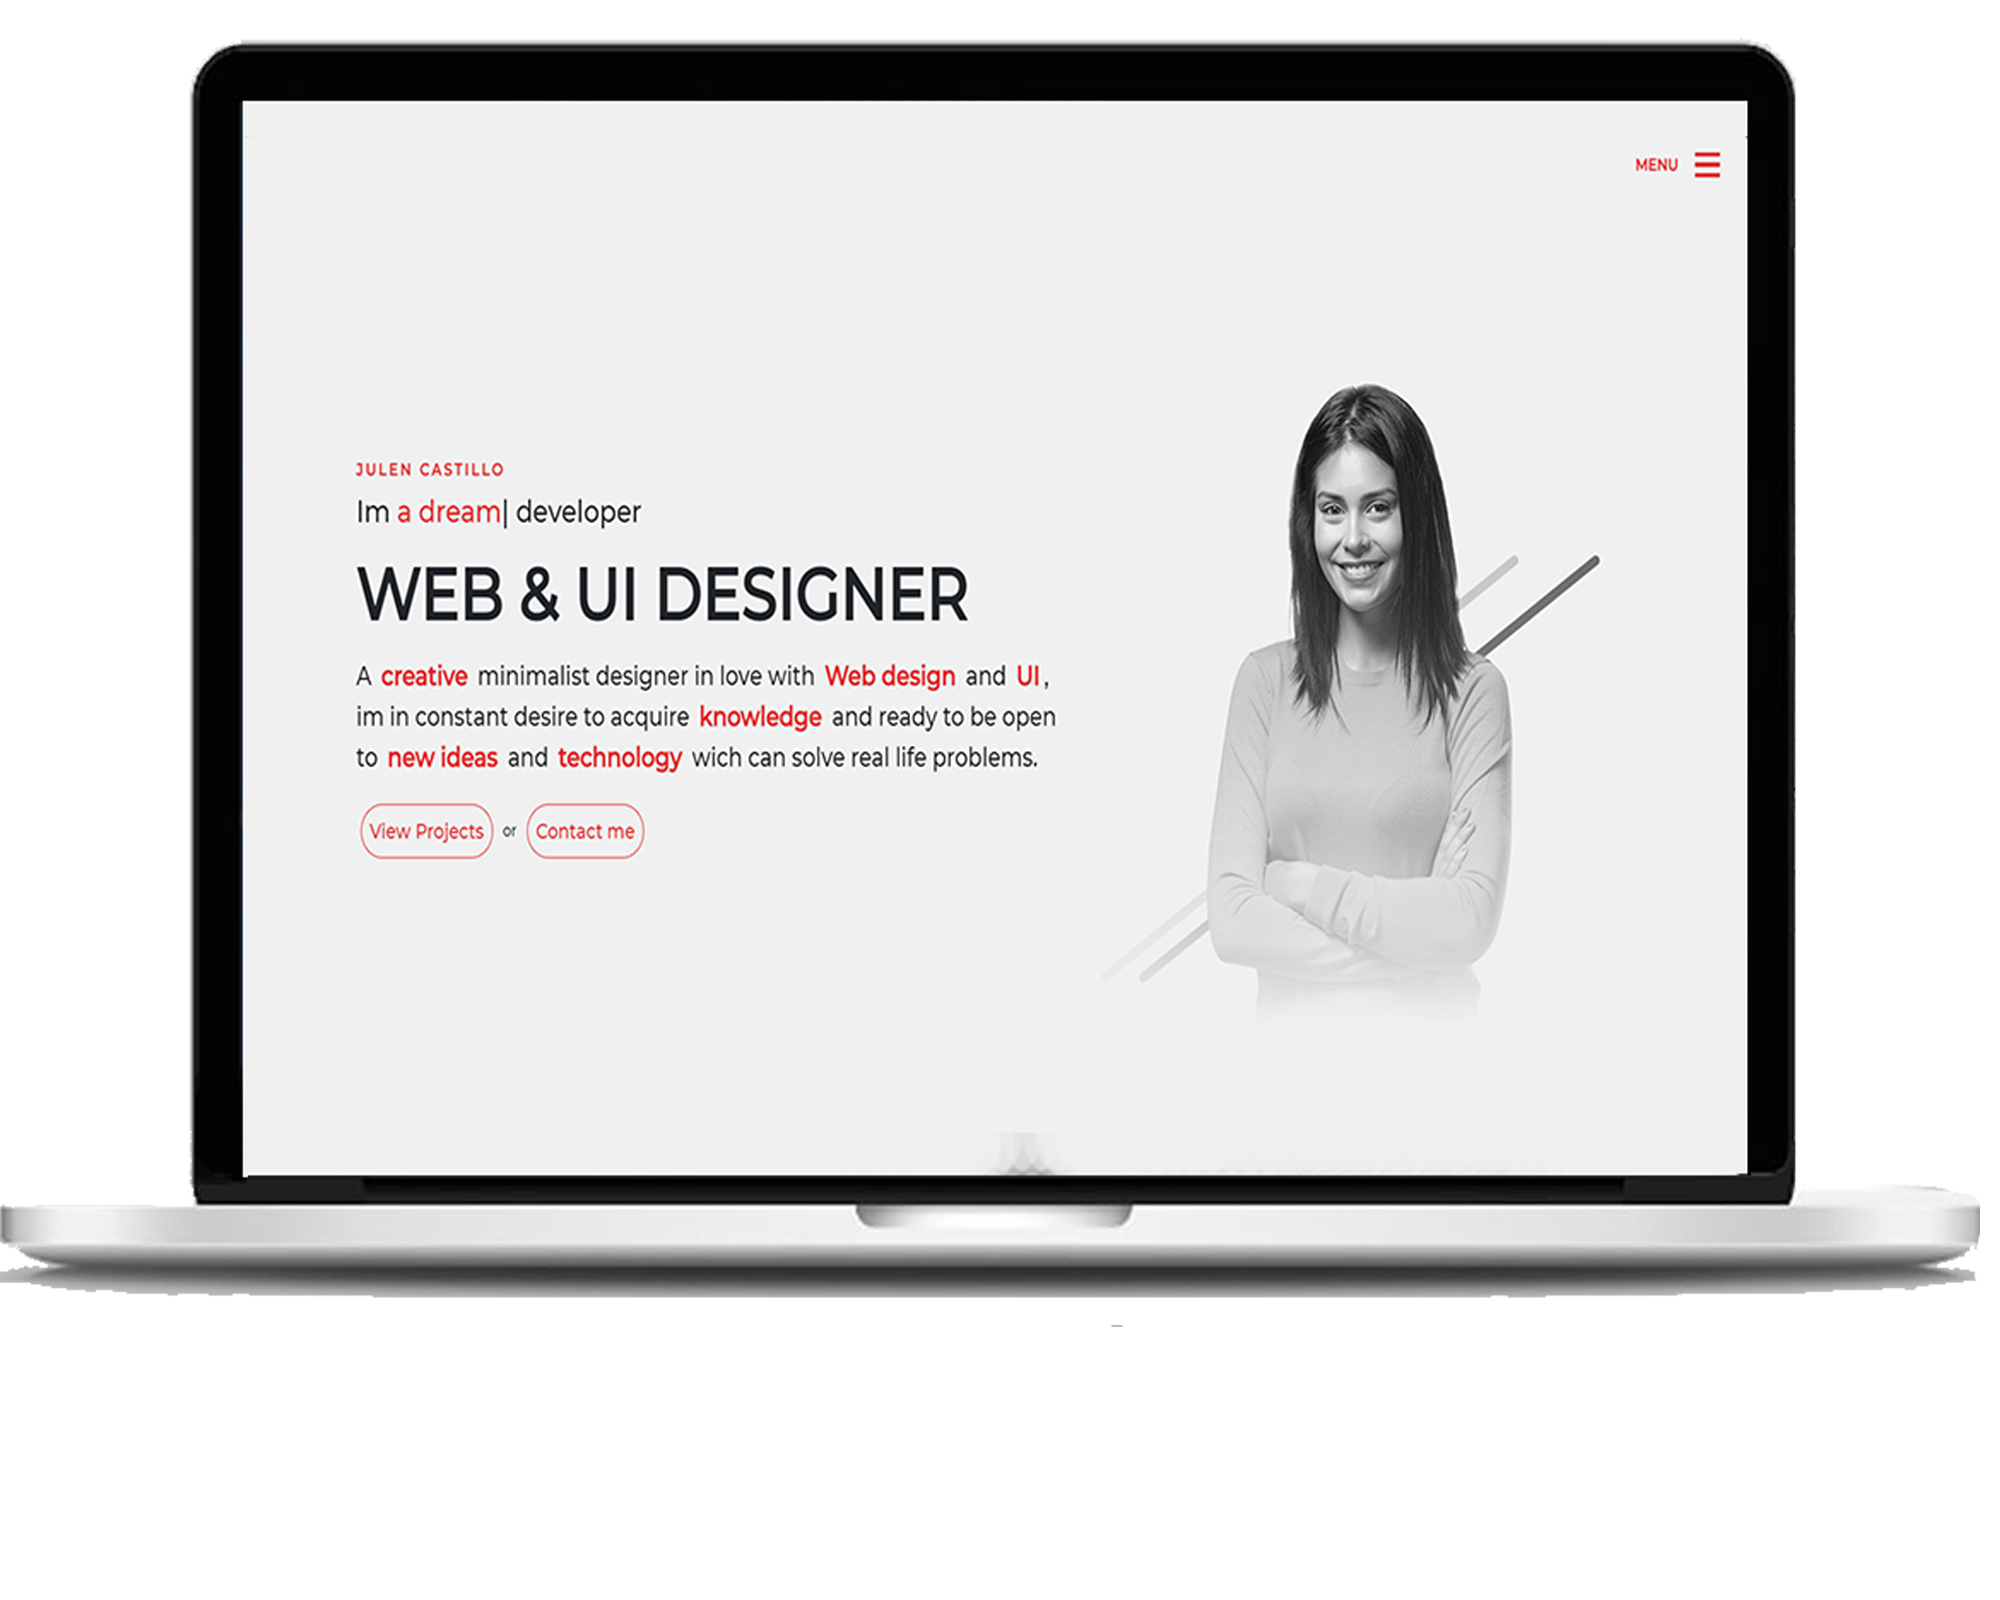 MENU
JULEN CASTILLO
Im a dream| developer
WEB & UI DESIGNER
A creative minimalist designer in love with Web design and UI,
im in constant desire to acquire knowledge and ready to be open
to new ideas and technology wich can solve real life problems.
View Projects or Contact me